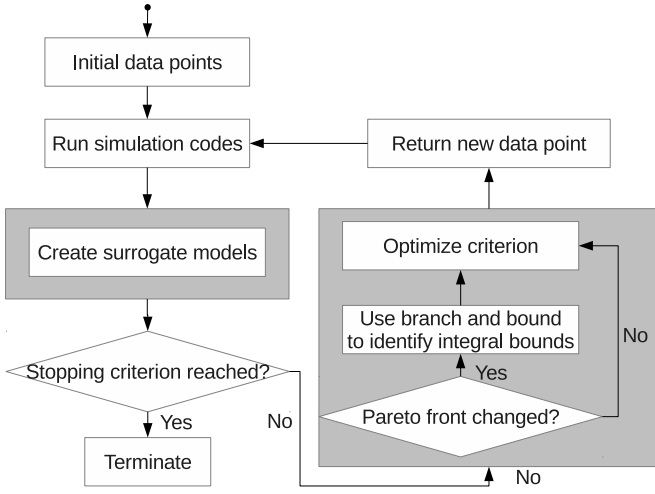 Initial data points
Run simulation codes
Return new data point
Create surrogate models
Optimize criterion
Use branch and bound
to identify integral bounds
No
Stopping criterion reached?
Yes
Pareto front changed?
Yes
No
Terminate
No